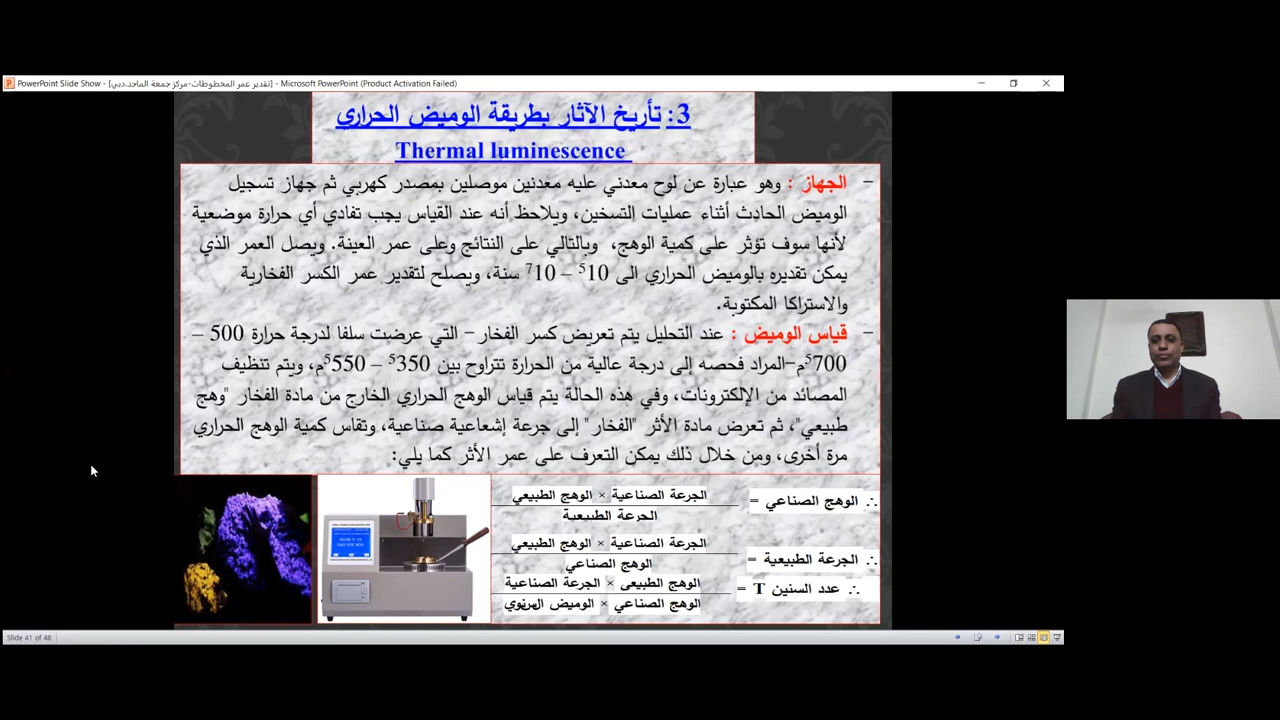 PowerPoint Slide Show - [تقدير عمر المخطوطات-مركز جمعة الماجد.دبي] - Microsoft PowerPoint (Product Activation Failed)
3: تأريخ الآثار بطريقة الوميض الحراري
Thermal luminescence
– الجهاز : وهو عبارة عن لوح معدني عليه معدنين موصلين بمصدر كهربي ثم جهاز تسجيل
الوميض الحادث أثناء عمليات التسخين، ويلاحظ أنه عند القياس يجب تفادي أي حرارة موضعية
لأنها سوف تؤثر على كمية الوهج، وبالتالي على النتائج وعلى عمر العينة. ويصل العمر الذي
يمكن تقديره بالوميض الحراري الى 10⁵ – 10⁷ سنة، ويصلح لتقدير عمر الكسر الفخارية
والاستراكا المكتوبة.
– قياس الوميض : عند التحليل يتم تعريض كسر الفخار– التي عرضت سلفا لدرجة حرارة 500 –
700⁵م–المراد فحصه إلى درجة عالية من الحرارة تتراوح بين 350⁵ – 550⁵م، ويتم تنظيف
المصائد من الإلكترونات، وفي هذه الحالة يتم قياس الوهج الحراري الخارج من مادة الفخار "وهج
طبيعي"، ثم تعرض مادة الأثر "الفخار" إلى جرعة إشعاعية صناعية، وتقاس كمية الوهج الحراري
مرة أخرى، ومن خلال ذلك يمكن التعرف على عمر الأثر كما يلي:
∴ الوهج الصناعي =
الجرعة الصناعية × الوهج الطبيعي
الجرعة الطبيعية
∴ الجرعة الطبيعية =
الجرعة الصناعية × الوهج الطبيعي
الوهج الصناعي
∴ عدد السنين T =
الوهج الطبيعى × الجرعة الصناعية
الوهج الصناعي × الوميض السنوي
Slide 41 of 48